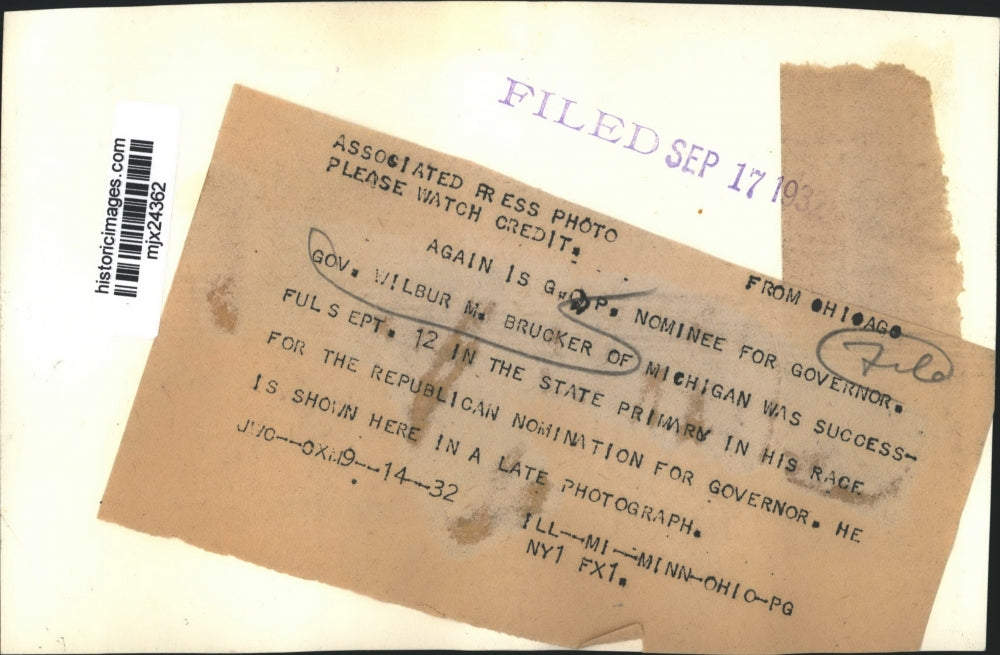 FILED SEP 17 193
historicimages.com
mjx24362
ASSOCIATED PRESS PHOTO
PLEASE WATCH CREDIT.
FROM CHICAGO
File
AGAIN IS G.O.P. NOMINEE FOR GOVERNOR.
GOV. WILBUR M. BRUCKER OF MICHIGAN WAS SUCCESS-
FUL SEPT. 12 IN THE STATE PRIMARY IN HIS RACE
FOR THE REPUBLICAN NOMINATION FOR GOVERNOR. HE
IS SHOWN HERE IN A LATE PHOTOGRAPH.
9--14--32
ILL--MI--MINN-OHIO-PG
NY1 FX1.